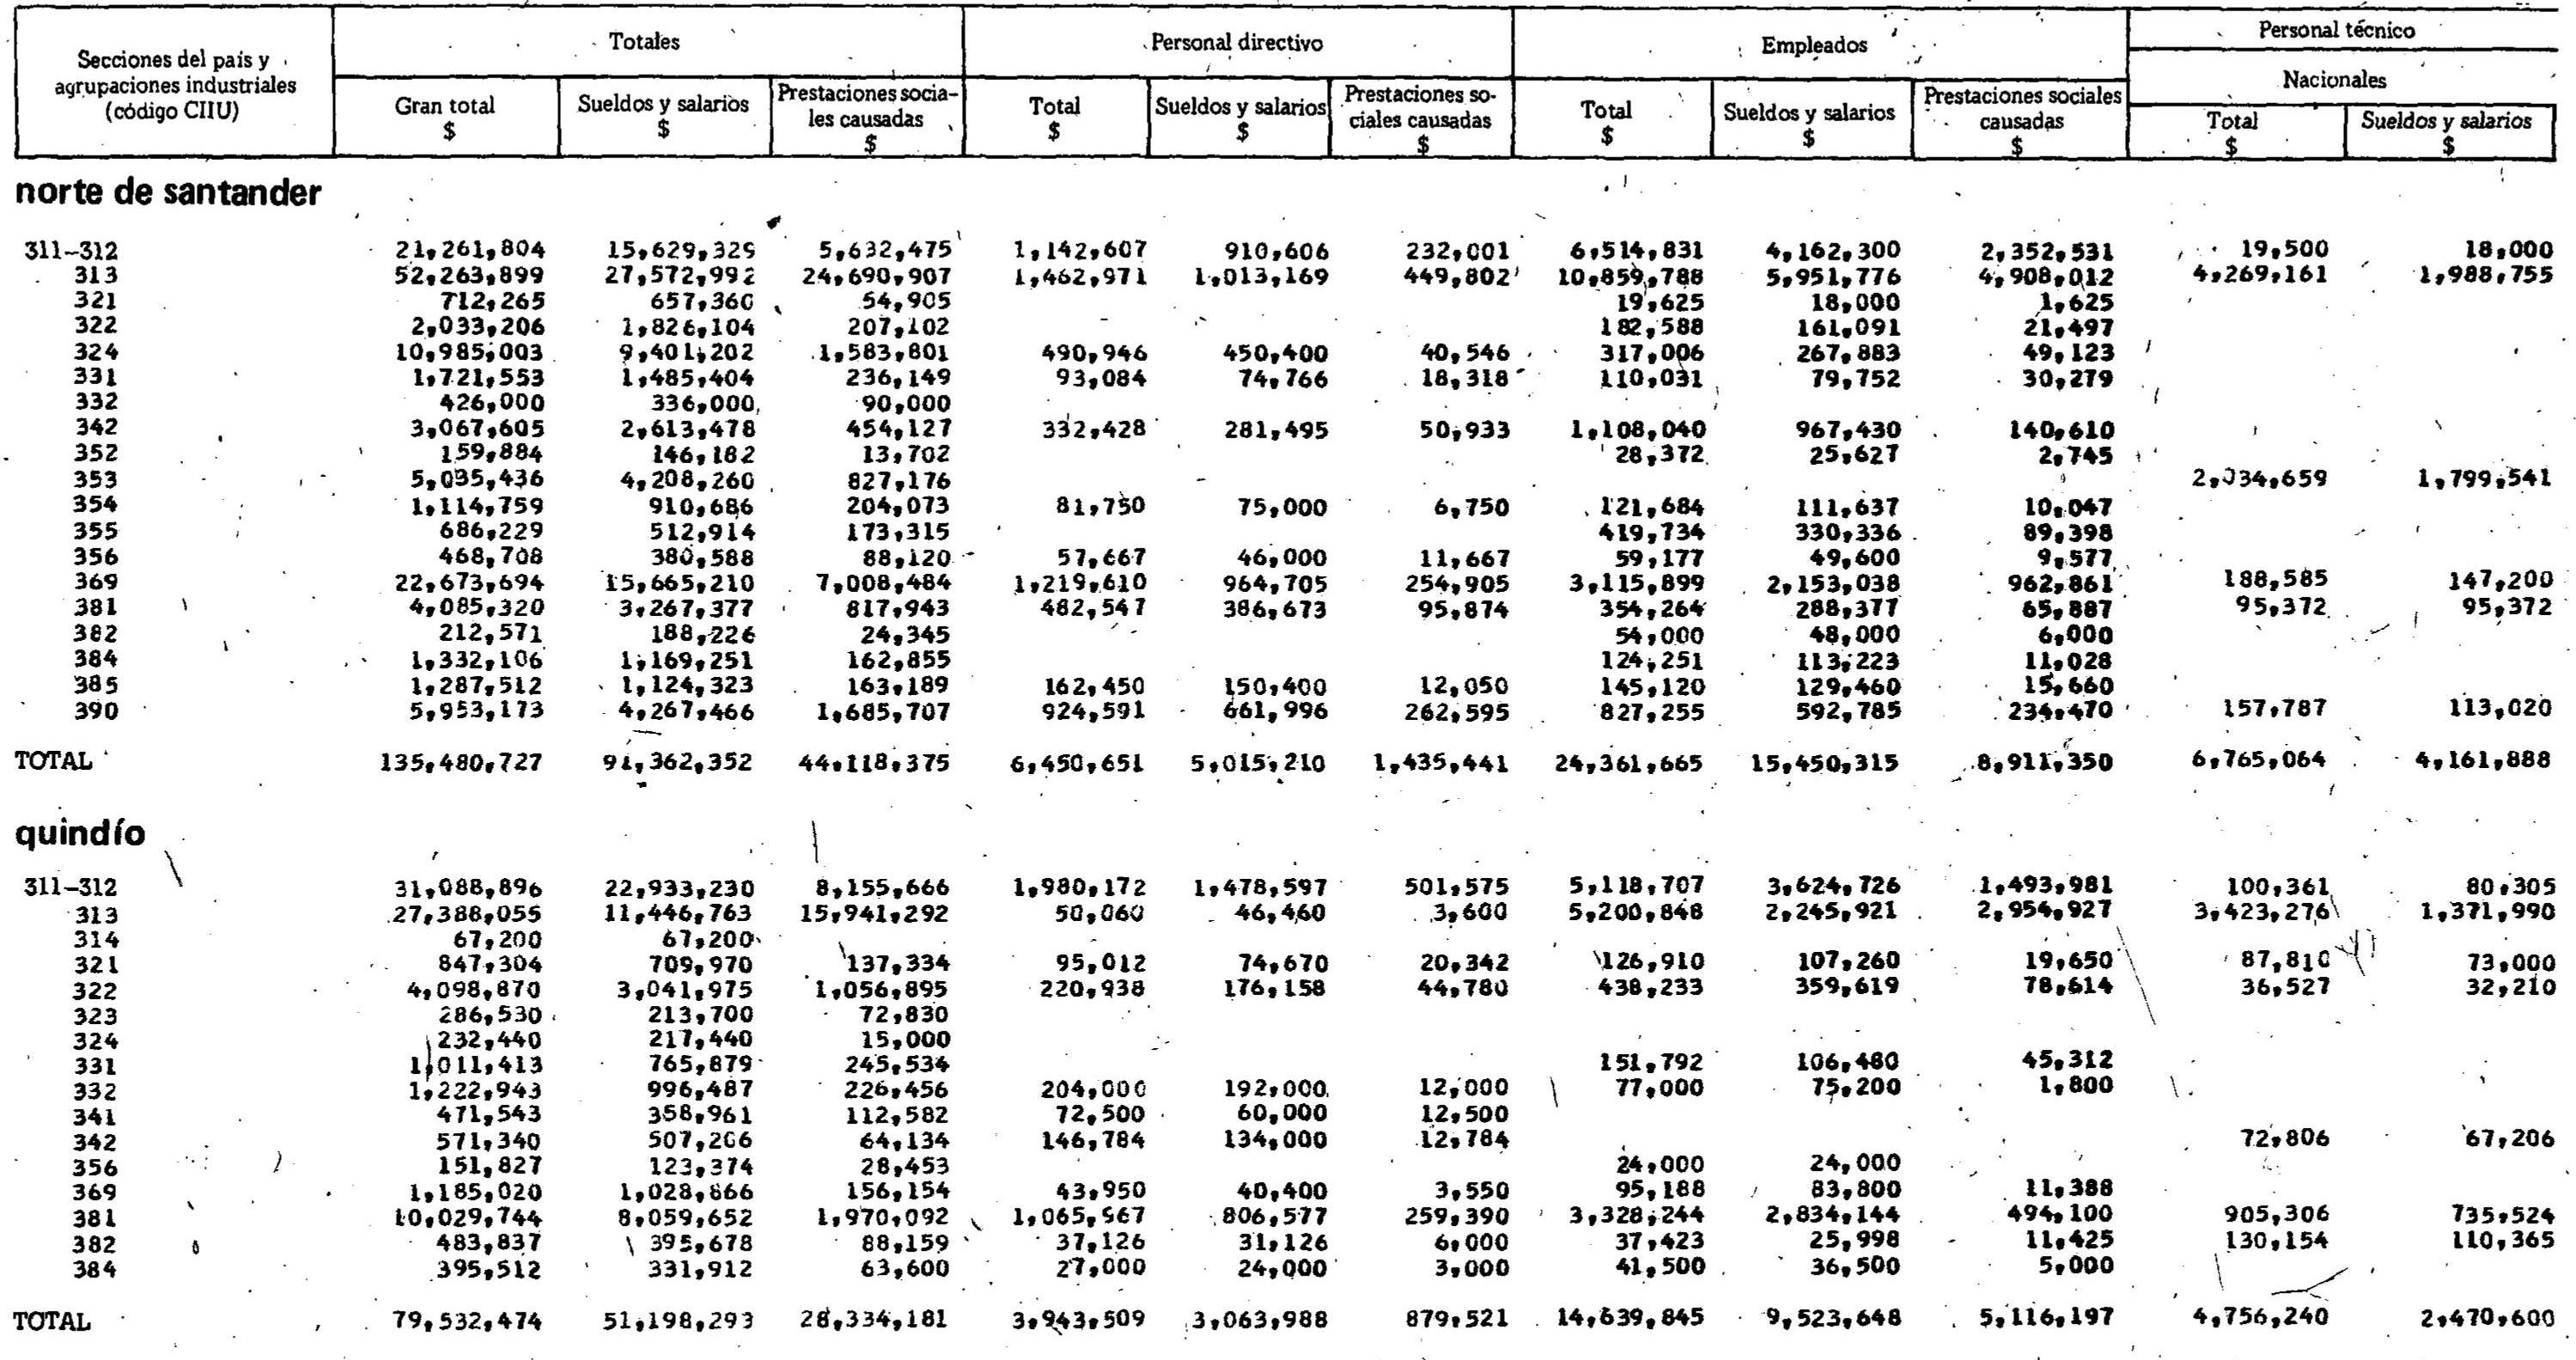 Secciones del país y agrupaciones industriales (código CIIU) Totales Personal directivo Empleados Personal técnico
Nacionales
Gran total $ Sueldos y salarios $ Prestaciones sociales causadas $ Total $ Sueldos y salarios $ Prestaciones sociales causadas $ Total $ Sueldos y salarios $ Prestaciones sociales causadas $ Total $ Sueldos y salarios $
norte de santander
311–312 21,261,804 15,629,329 5,632,475 1,142,607 910,606 232,001 6,514,831 4,162,300 2,352,531 19,500 18,000
313 52,263,899 27,572,992 24,690,907 1,462,971 1,013,169 449,802 10,859,788 5,951,776 4,908,012 4,269,161 1,988,755
321 712,265 657,360 54,905 19,625 18,000 1,625
322 2,033,206 1,826,104 207,102 182,588 161,091 21,497
324 10,985,003 9,401,202 1,583,801 490,946 450,400 40,546 317,006 267,883 49,123
331 1,721,553 1,485,404 236,149 93,084 74,766 18,318 110,031 79,752 30,279
332 426,000 336,000 90,000
342 3,067,605 2,613,478 454,127 332,428 281,495 50,933 1,108,040 967,430 140,610
352 159,884 146,182 13,702 28,372 25,627 2,745
353 5,035,436 4,208,260 827,176 2,034,659 1,799,541
354 1,114,759 910,686 204,073 81,750 75,000 6,750 121,684 111,637 10,047
355 686,229 512,914 173,315 419,734 330,336 89,398
356 468,708 380,588 88,120 57,667 46,000 11,667 59,177 49,600 9,577
369 22,673,694 15,665,210 7,008,484 1,219,610 964,705 254,905 3,115,899 2,153,038 962,861 188,585 147,200
381 4,085,320 3,267,377 817,943 482,547 386,673 95,874 354,264 288,377 65,887 95,372 95,372
382 212,571 188,226 24,345 54,000 48,000 6,000
384 1,332,106 1,169,251 162,855 124,251 113,223 11,028
385 1,287,512 1,124,323 163,189 162,450 150,400 12,050 145,120 129,460 15,660
390 5,953,173 4,267,466 1,685,707 924,591 661,996 262,595 827,255 592,785 234,470 157,787 113,020
TOTAL 135,480,727 91,362,352 44,118,375 6,450,651 5,015,210 1,435,441 24,361,665 15,450,315 8,911,350 6,765,064 4,161,888
quindío
311–312 31,088,896 22,933,230 8,155,666 1,980,172 1,478,597 501,575 5,118,707 3,624,726 1,493,981 100,361 80,305
313 27,388,055 11,446,763 15,941,292 50,060 46,460 3,600 5,200,848 2,245,921 2,954,927 3,423,276 1,371,990
314 67,200 67,200
321 847,304 709,970 137,334 95,012 74,670 20,342 126,910 107,260 19,650 87,810 73,000
322 4,098,870 3,041,975 1,056,895 220,938 176,158 44,780 438,233 359,619 78,614 36,527 32,210
323 286,530 213,700 72,830
324 232,440 217,440 15,000
331 1,011,413 765,879 245,534 151,792 106,480 45,312
332 1,222,943 996,487 226,456 204,000 192,000 12,000 77,000 75,200 1,800
341 471,543 358,961 112,582 72,500 60,000 12,500
342 571,340 507,206 64,134 146,784 134,000 12,784 72,806 67,206
356 151,827 123,374 28,453 24,000 24,000
369 1,185,020 1,028,866 156,154 43,950 40,400 3,550 95,188 83,800 11,388
381 10,029,744 8,059,652 1,970,092 1,065,967 806,577 259,390 3,328,244 2,834,144 494,100 905,306 735,524
382 483,837 395,678 88,159 37,126 31,126 6,000 37,423 25,998 11,425 130,154 110,365
384 395,512 331,912 63,600 27,000 24,000 3,000 41,500 36,500 5,000
TOTAL 79,532,474 51,198,293 28,334,181 3,943,509 3,063,988 879,521 14,639,845 9,523,648 5,116,197 4,756,240 2,470,600